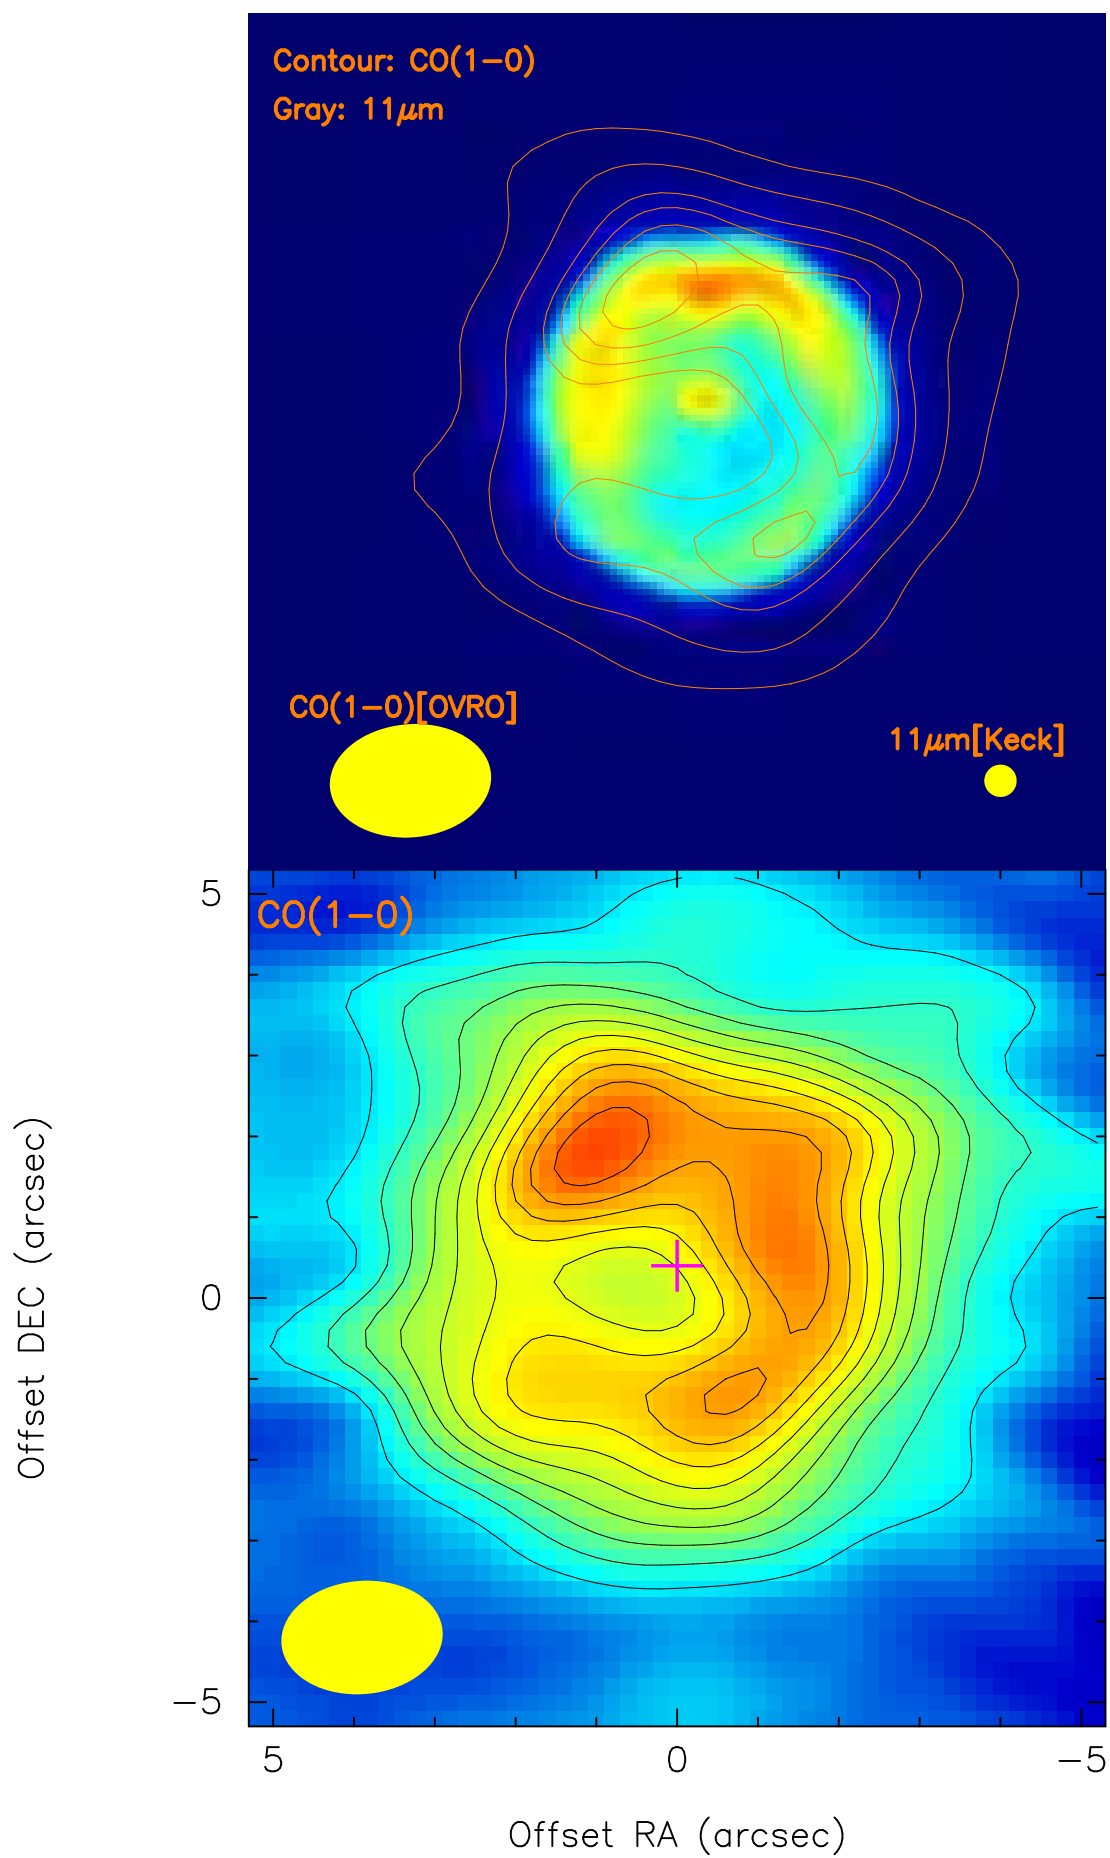 Contour: CO(1−0)
Gray: 11μm
CO(1−0)[OVRO]
11μm[Keck]
CO(1−0)
5
0
−5
Offset DEC (arcsec)
5 0 −5
Offset RA (arcsec)